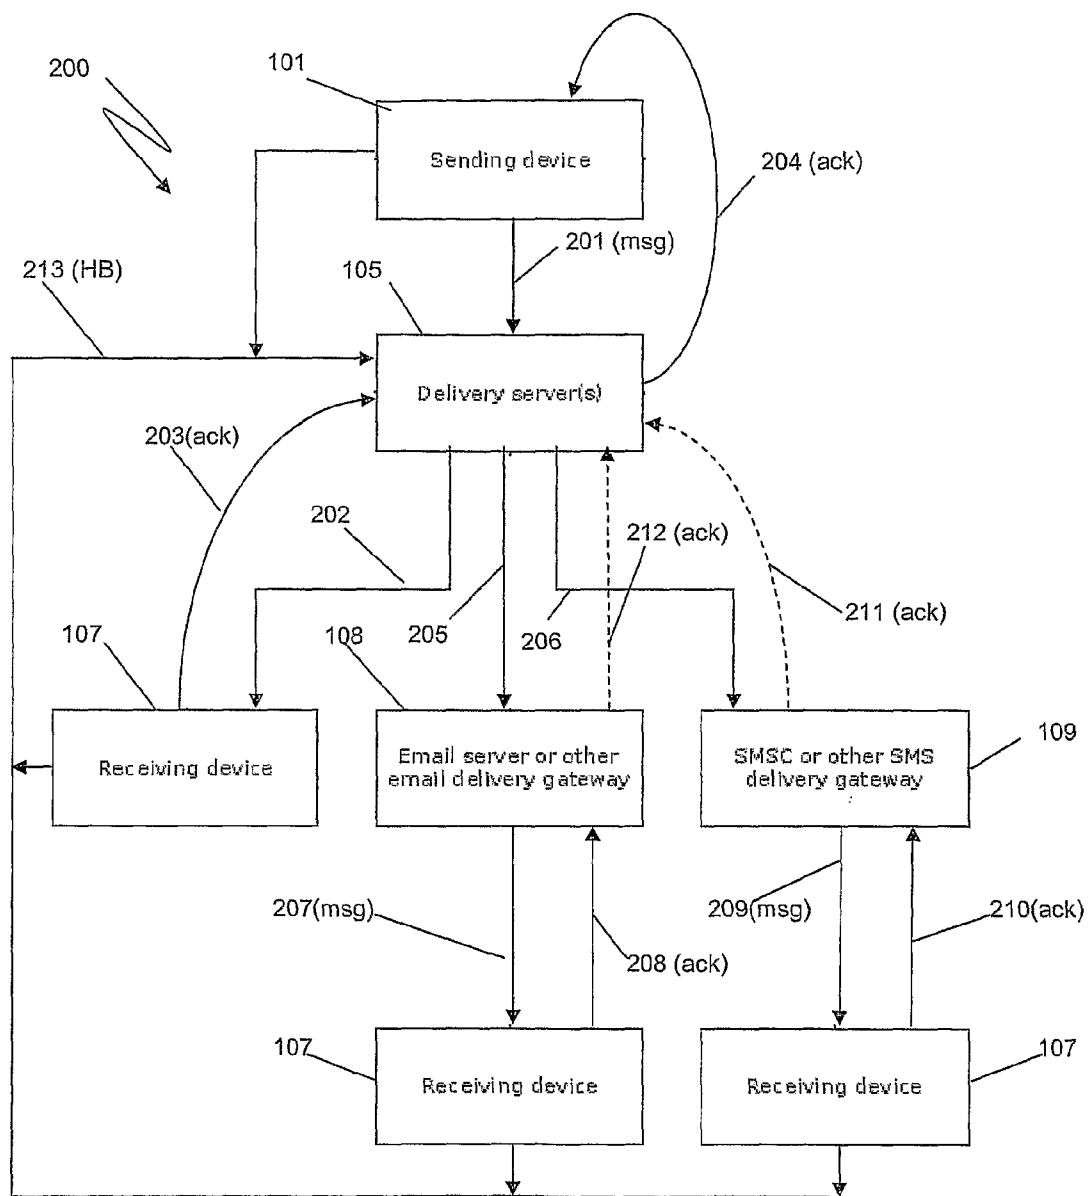 200
101
Sending device
204 (ack)
201 (msg)
213 (HB)
105
Delivery server(s)
203(ack)
202
212 (ack)
205
206
211 (ack)
107
108
109
Receiving device
Email server or other
email delivery gateway
SMSC or other SMS
delivery gateway
207(msg)
208 (ack)
209(msg)
210(ack)
107
Receiving device
Receiving device
107